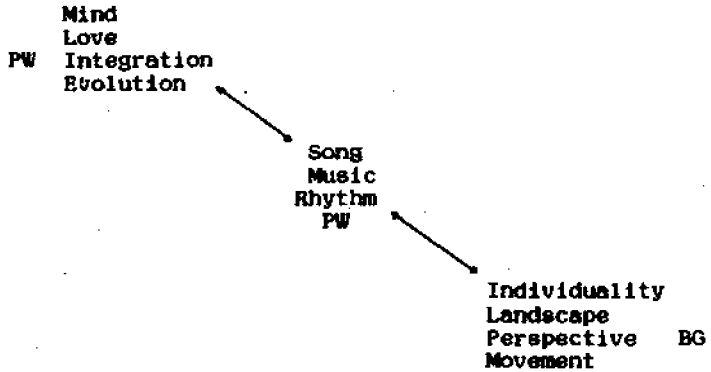 Mind
Love
PW Integration
Evolution
Song
Music
Rhythm
PW
Individuality
Landscape
Perspective BG
Movement